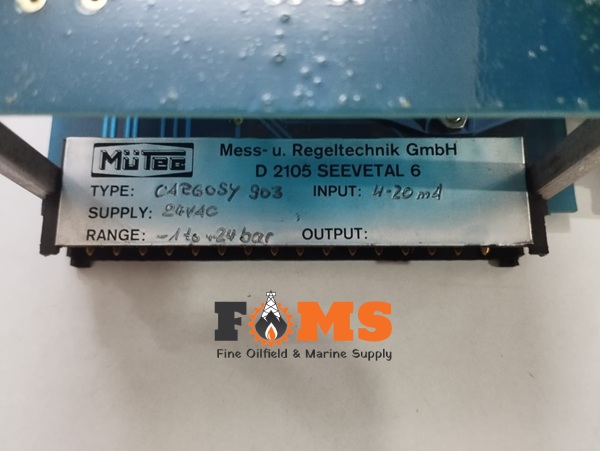 MÜTEC
Mess- u. Regeltechnik GmbH
D 2105 SEEVETAL 6
TYPE: CARGOSY 903 INPUT: 4-20 mA
SUPPLY: 24VAC
RANGE: -1 to +24 bar OUTPUT:
FOMS
Fine Oilfield & Marine Supply